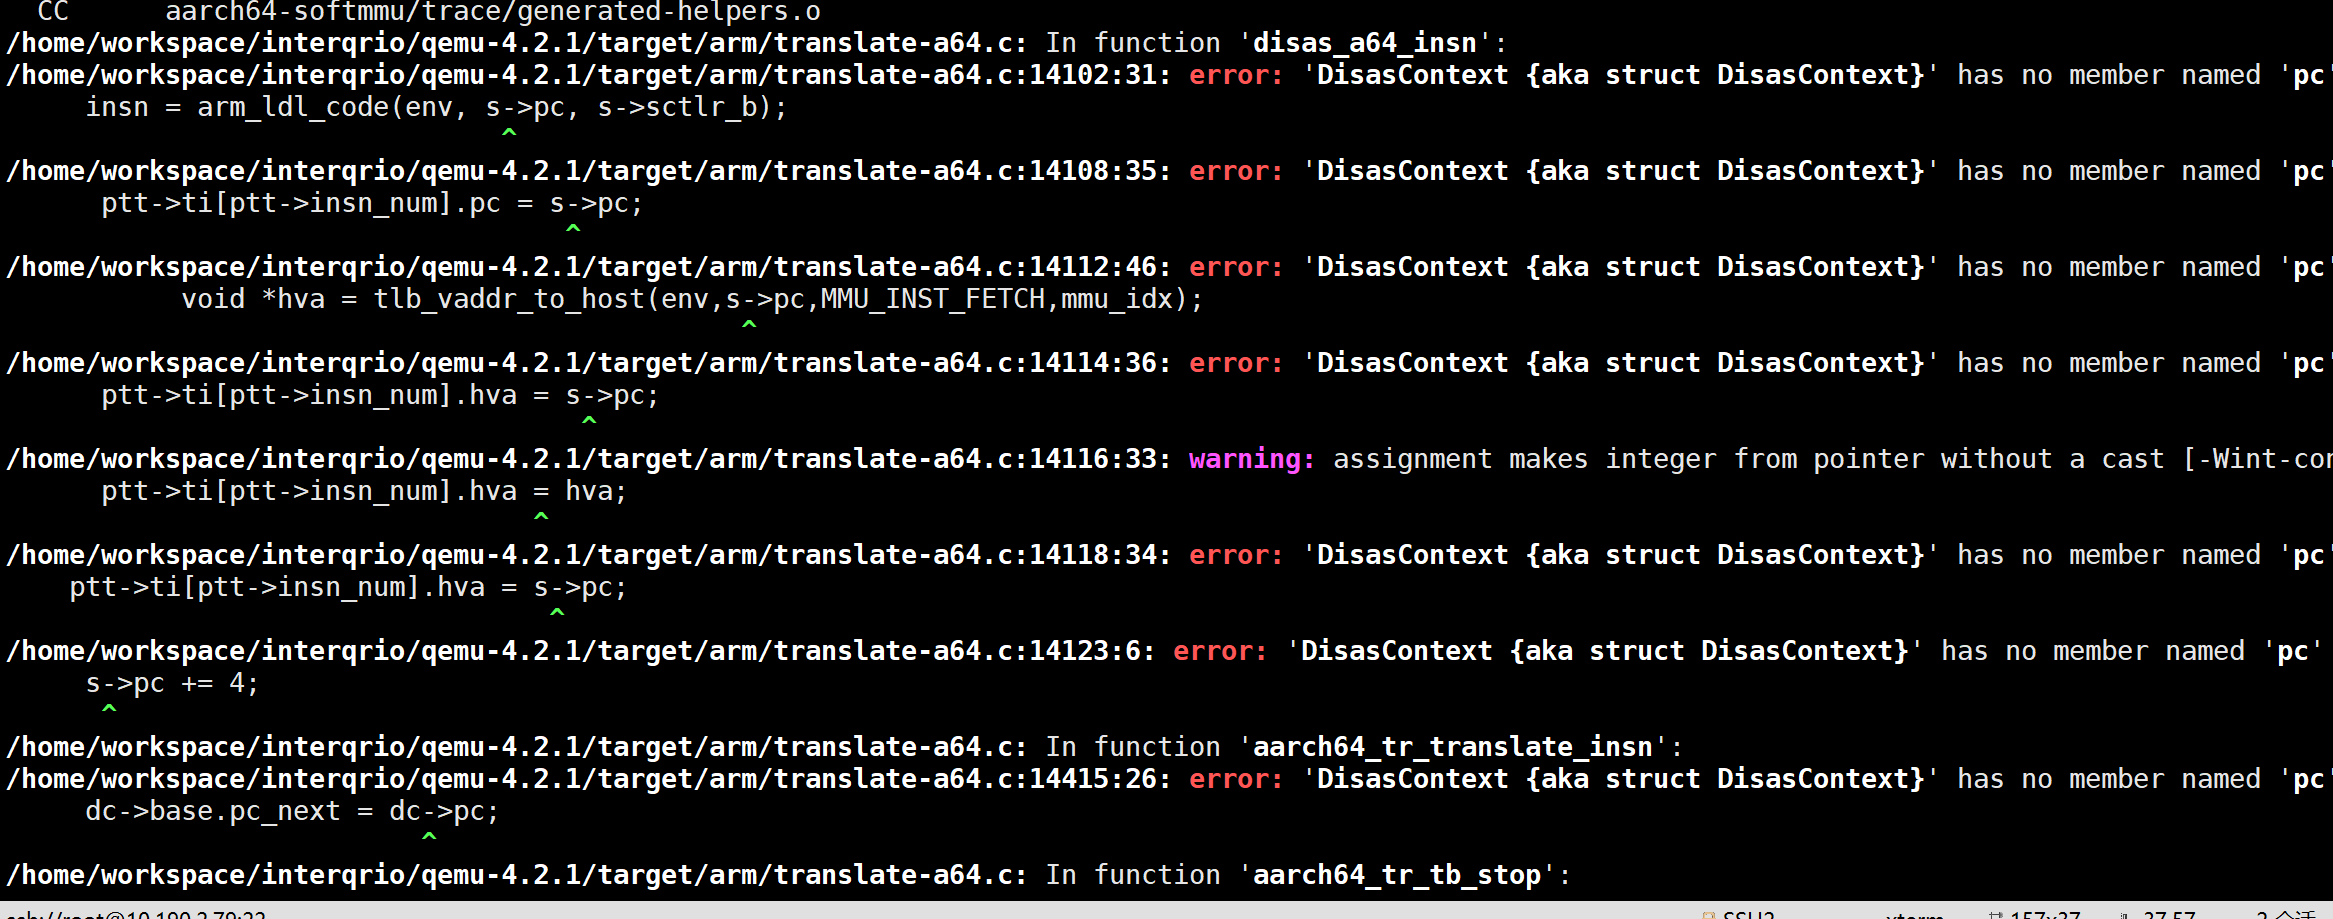 CC      aarch64-softmmu/trace/generated-helpers.o
/home/workspace/interqrio/qemu-4.2.1/target/arm/translate-a64.c: In function 'disas_a64_insn':
/home/workspace/interqrio/qemu-4.2.1/target/arm/translate-a64.c:14102:31: error: 'DisasContext {aka struct DisasContext}' has no member named 'pc'
insn = arm_ldl_code(env, s->pc, s->sctlr_b);
^
/home/workspace/interqrio/qemu-4.2.1/target/arm/translate-a64.c:14108:35: error: 'DisasContext {aka struct DisasContext}' has no member named 'pc'
ptt->ti[ptt->insn_num].pc = s->pc;
^
/home/workspace/interqrio/qemu-4.2.1/target/arm/translate-a64.c:14112:46: error: 'DisasContext {aka struct DisasContext}' has no member named 'pc'
void *hva = tlb_vaddr_to_host(env,s->pc,MMU_INST_FETCH,mmu_idx);
^
/home/workspace/interqrio/qemu-4.2.1/target/arm/translate-a64.c:14114:36: error: 'DisasContext {aka struct DisasContext}' has no member named 'pc'
ptt->ti[ptt->insn_num].hva = s->pc;
^
/home/workspace/interqrio/qemu-4.2.1/target/arm/translate-a64.c:14116:33: warning: assignment makes integer from pointer without a cast [-Wint-con
ptt->ti[ptt->insn_num].hva = hva;
^
/home/workspace/interqrio/qemu-4.2.1/target/arm/translate-a64.c:14118:34: error: 'DisasContext {aka struct DisasContext}' has no member named 'pc'
ptt->ti[ptt->insn_num].hva = s->pc;
^
/home/workspace/interqrio/qemu-4.2.1/target/arm/translate-a64.c:14123:6: error: 'DisasContext {aka struct DisasContext}' has no member named 'pc'
s->pc += 4;
^
/home/workspace/interqrio/qemu-4.2.1/target/arm/translate-a64.c: In function 'aarch64_tr_translate_insn':
/home/workspace/interqrio/qemu-4.2.1/target/arm/translate-a64.c:14415:26: error: 'DisasContext {aka struct DisasContext}' has no member named 'pc'
dc->base.pc_next = dc->pc;
^
/home/workspace/interqrio/qemu-4.2.1/target/arm/translate-a64.c: In function 'aarch64_tr_tb_stop':